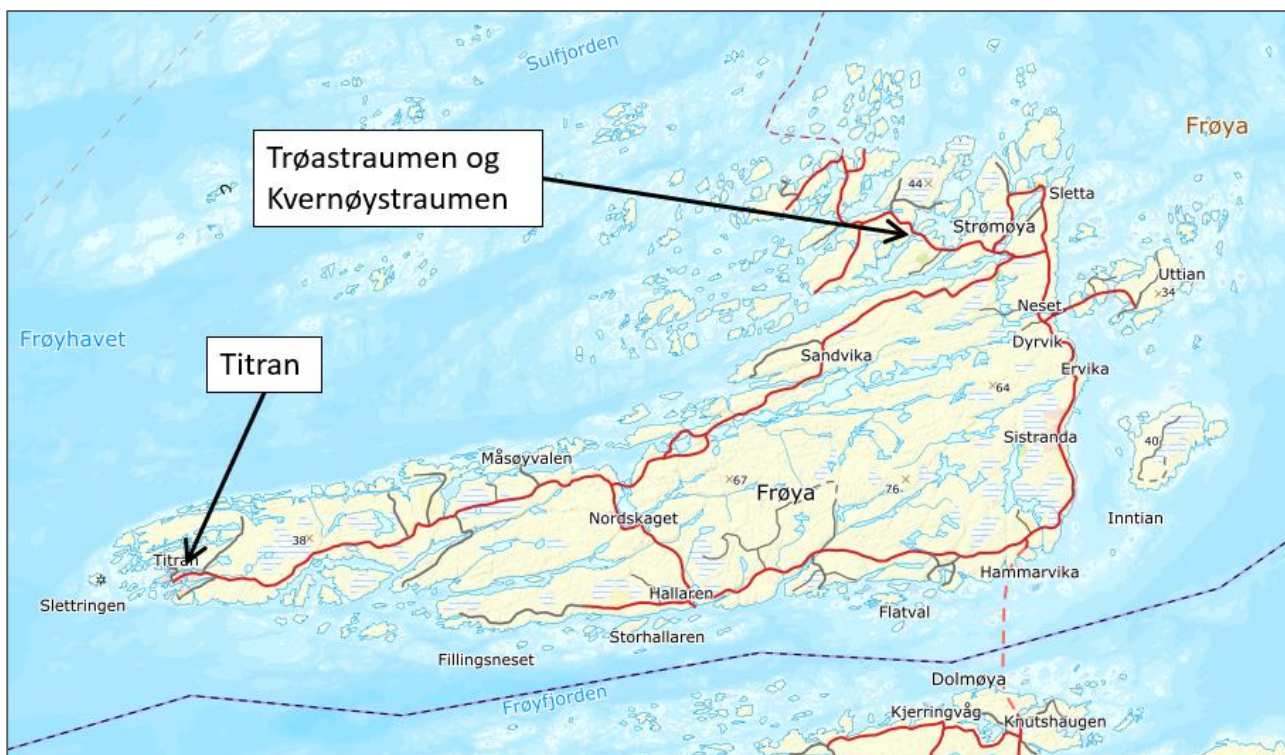 Sulfjorden
Frøya
Trøastraumen og
Kvernøystraumen
44
Sletta
Strømøya
Uttian
34
Neset
Frøyhavet
Dyrvik
Titran
Sandvika
Ervika
64
Sistranda
40
Måsøyvalen
67
Frøya
76
Nordskaget
Inntian
38
Titran
Hammarvika
Slettringen
Hallaren
Flatval
Storhallaren
Fillingsneset
Dolmøya
Frøyfjorden
Kjerringvåg
Knutshaugen